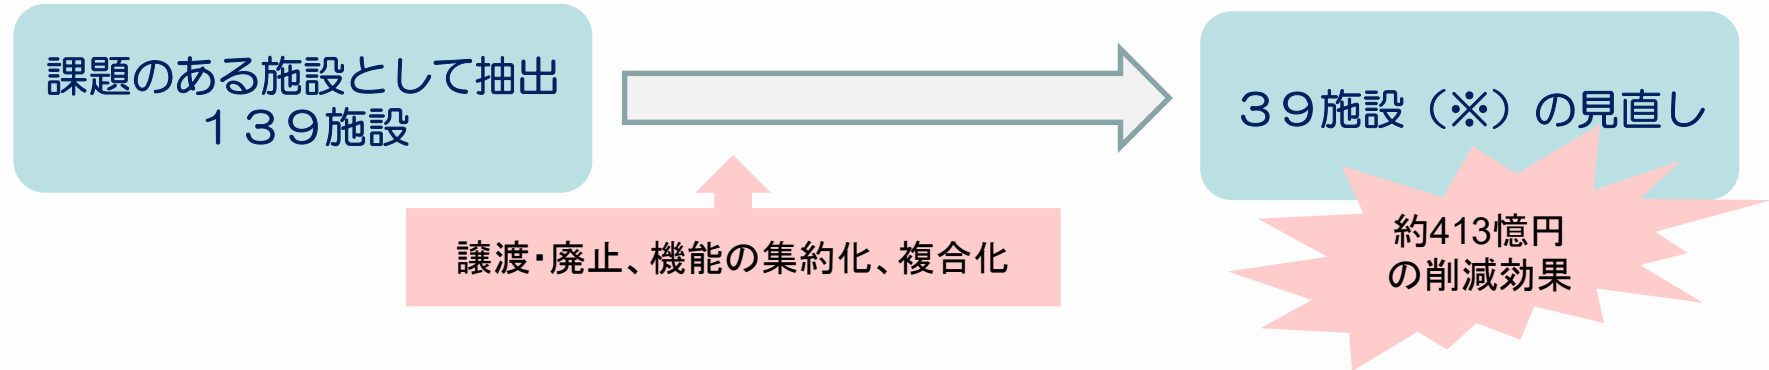 課題のある施設として抽出
１３９施設
３９施設（※）の見直し
譲渡・廃止、機能の集約化、複合化
約413憶円
の削減効果